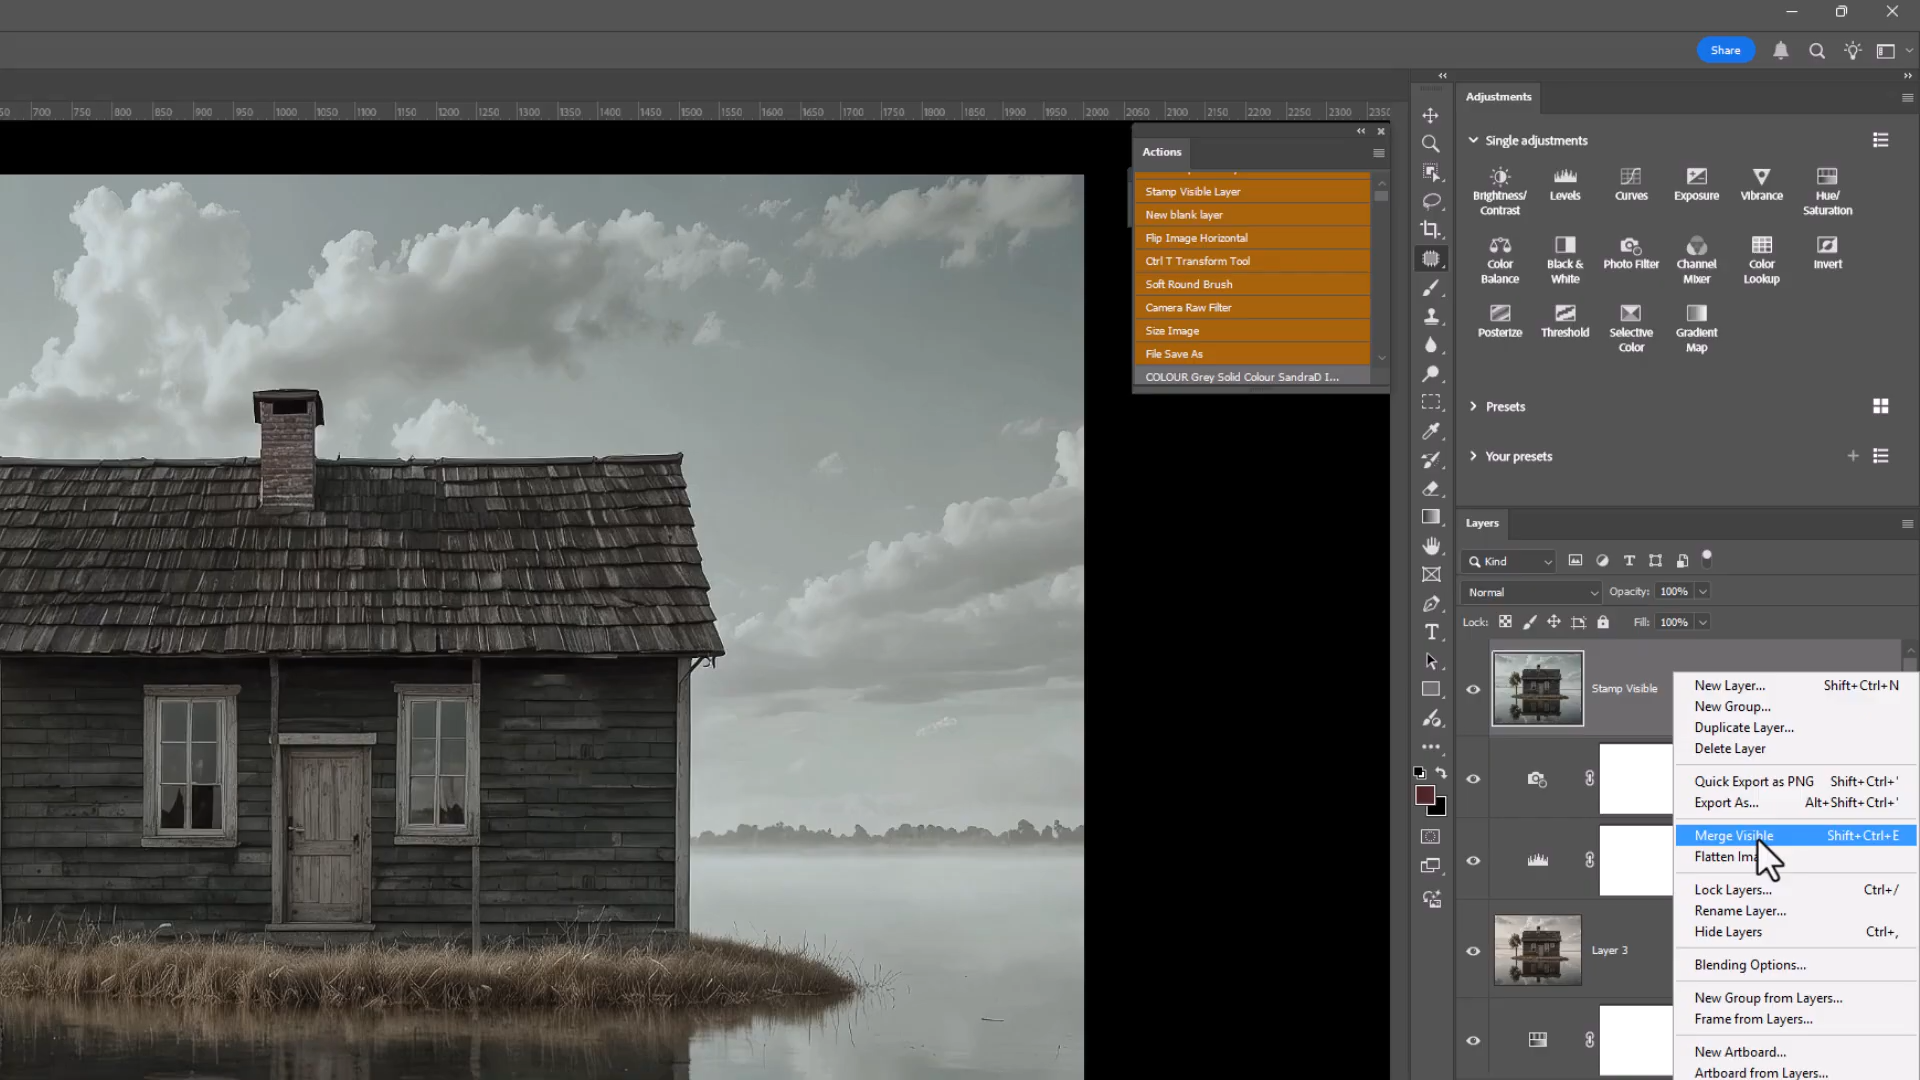 Share
50 700 750 800 850 900 950 1000 1050 1100 1150 1200 1250 1300 1350 1400 1450 1500 1550 1600 1650 1700 1750 1800 1850 1900 1950 2000 2050 2100 2150 2200 2250 2300 2350
Actions
Stamp Visible Layer
New blank layer
Flip Image Horizontal
Ctrl T Transform Tool
Soft Round Brush
Camera Raw Filter
Size Image
File Save As
COLOUR Grey Solid Colour SandraD I...
Adjustments
Single adjustments
Brightness/
Contrast
Levels
Curves
Exposure
Vibrance
Hue/
Saturation
Color
Balance
Black &
White
Photo Filter
Channel
Mixer
Color
Lookup
Invert
Posterize
Threshold
Selective
Color
Gradient
Map
Presets
Your presets
Layers
Kind
Normal Opacity: 100%
Lock: Fill: 100%
Stamp Visible
Layer 3
New Layer... Shift+Ctrl+N
New Group...
Duplicate Layer...
Delete Layer
Quick Export as PNG Shift+Ctrl+'
Export As... Alt+Shift+Ctrl+'
Merge Visible Shift+Ctrl+E
Flatten Ima
Lock Layers... Ctrl+/
Rename Layer...
Hide Layers Ctrl+,
Blending Options...
New Group from Layers...
Frame from Layers...
New Artboard...
Artboard from Layers...